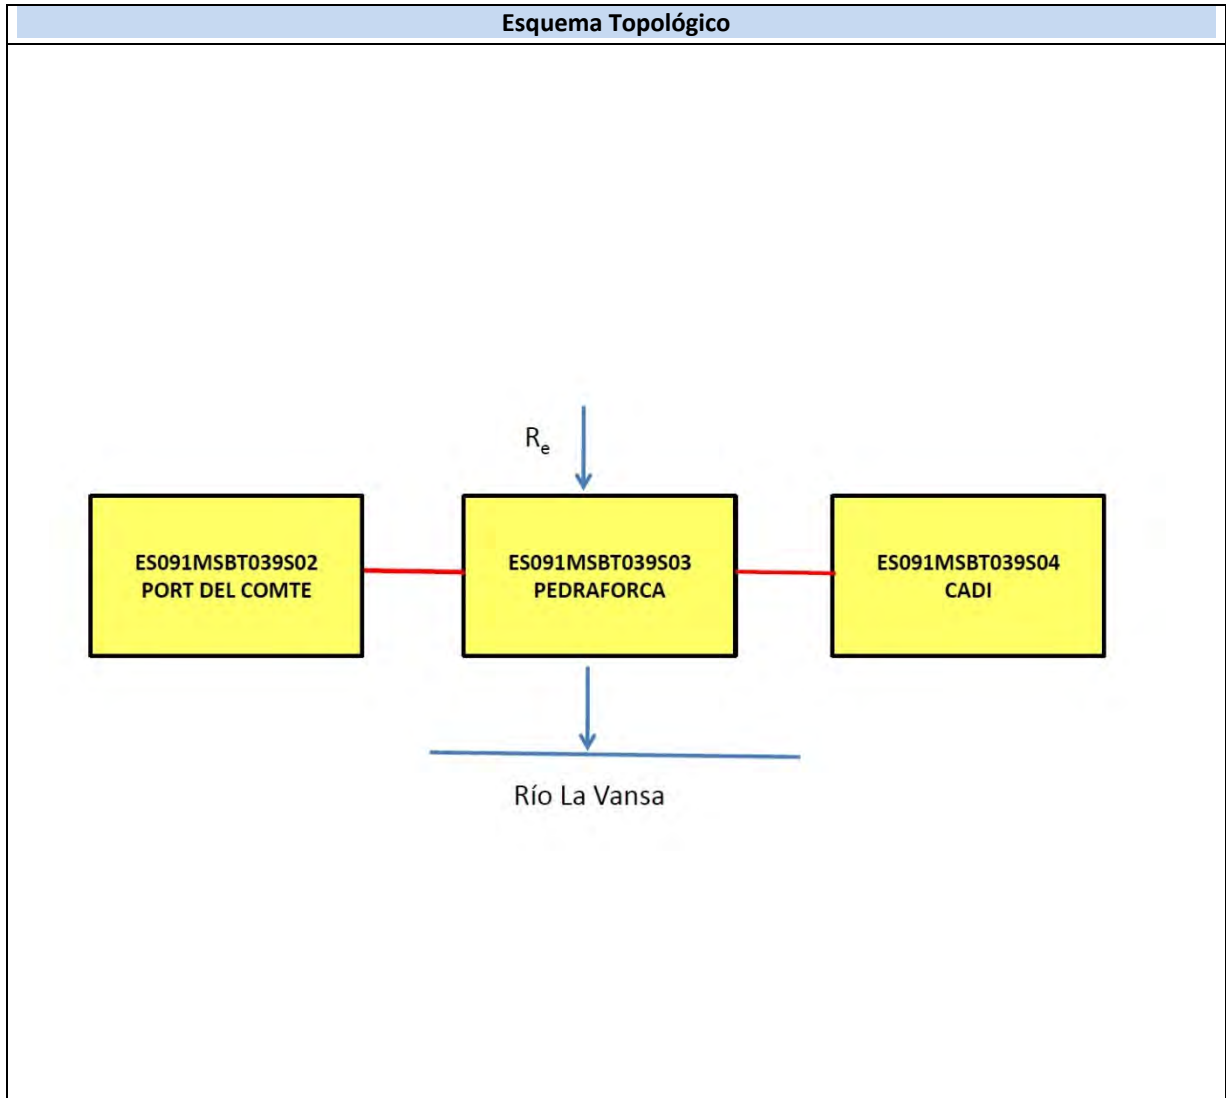 Esquema Topológico
Re
ES091MSBT039S02
PORT DEL COMTE
ES091MSBT039S03
PEDRAFORCA
ES091MSBT039S04
CADI
Río La Vansa